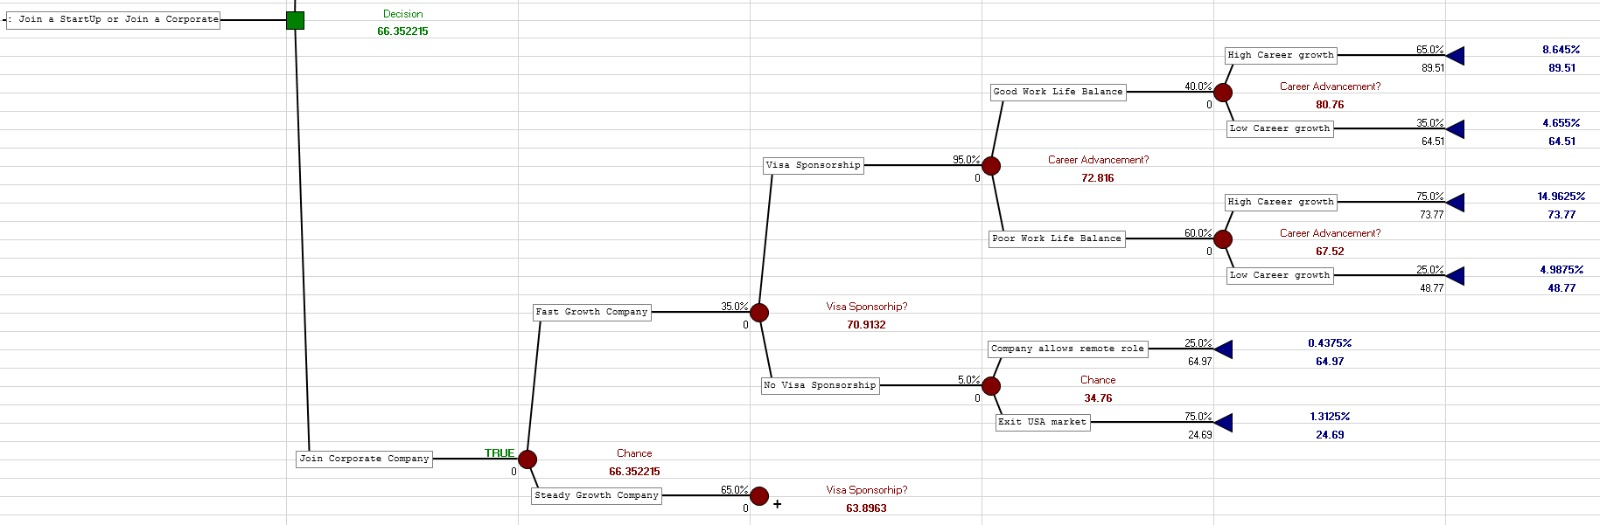 : Join a StartUp or Join a Corporate
Decision
66.352215
High Career growth
65.0%
89.51
8.645%
89.51
Good Work Life Balance
40.0%
0
Career Advancement?
80.76
Low Career growth
35.0%
64.51
4.655%
64.51
Visa Sponsorship
95.0%
0
Career Advancement?
72.816
High Career growth
75.0%
73.77
14.9625%
73.77
Poor Work Life Balance
60.0%
0
Career Advancement?
67.52
Low Career growth
25.0%
48.77
4.9875%
48.77
Fast Growth Company
35.0%
0
Visa Sponsorhip?
70.9132
Company allows remote role
25.0%
64.97
0.4375%
64.97
No Visa Sponsorship
5.0%
0
Chance
34.76
Exit USA market
75.0%
24.69
1.3125%
24.69
Join Corporate Company
TRUE
0
Chance
66.352215
Steady Growth Company
65.0%
0
+
Visa Sponsorhip?
63.8963